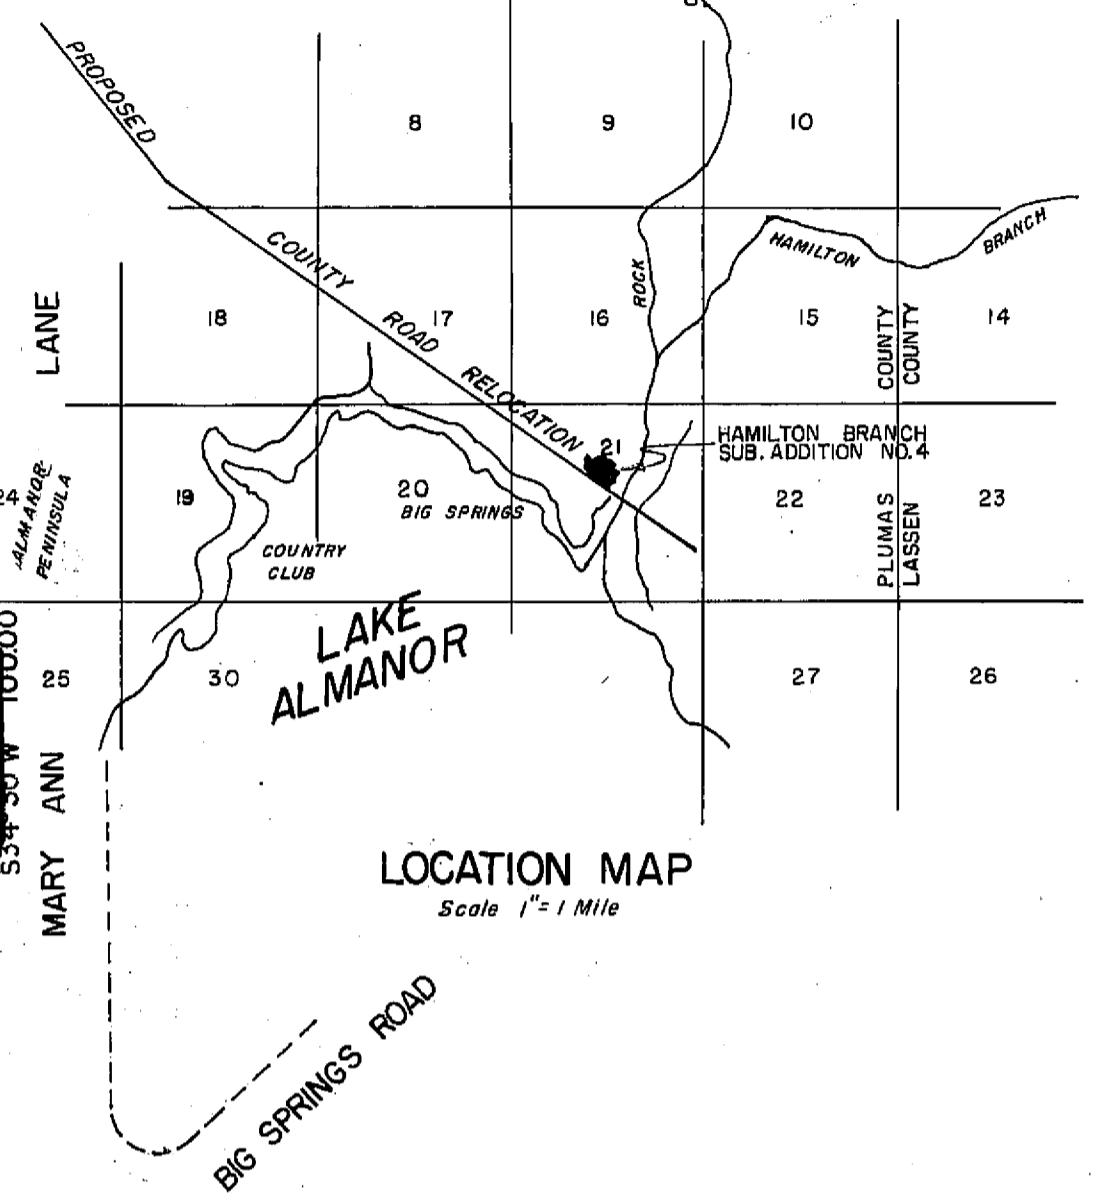 PROPOSED
8
9
10
COUNTY
ROAD
RELOCATION
ROCK
HAMILTON
BRANCH
LANE
18
17
16
15
14
COUNTY
COUNTY
HAMILTON BRANCH
SUB. ADDITION NO. 4
21
ALMANOR
PENINSULA
19
20
BIG SPRINGS
22
PLUMAS
LASSEN
23
COUNTRY
CLUB
LAKE
ALMANOR
25
30
27
26
MARY ANN
LOCATION MAP
Scale 1"= 1 Mile
BIG SPRINGS ROAD